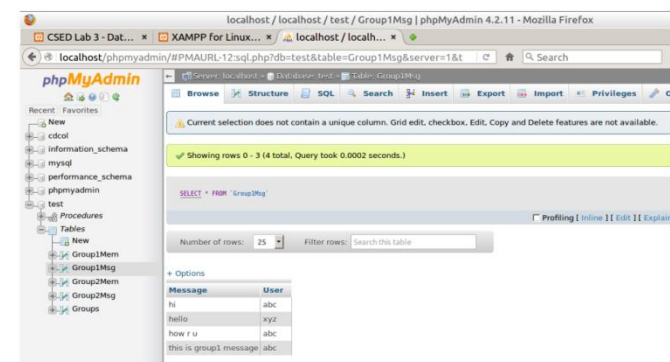 localhost / localhost / test / Group1Msg | phpMyAdmin 4.2.11 - Mozilla Firefox
CSED Lab 3 - Dat... × XAMPP for Linux... × localhost / localh... ×
localhost/phpmyadmin/#PMAURL-12:sql.php?db=test&table=Group1Msg&server=1&t Search
phpMyAdmin
Recent Favorites
New
cdcol
information_schema
mysql
performance_schema
phpmyadmin
test
Procedures
Tables
New
Group1Mem
Group1Msg
Group2Mem
Group2Msg
Groups
Server: localhost » Database: test » Table: Group1Msg
Browse Structure SQL Search Insert Export Import Privileges
Current selection does not contain a unique column. Grid edit, checkbox, Edit, Copy and Delete features are not available.
Showing rows 0 - 3 (4 total, Query took 0.0002 seconds.)
SELECT * FROM `Group1Msg`
Profiling [ Inline ] [ Edit ] [ Explain
Number of rows: 25 Filter rows: Search this table
+ Options
Message User
hi abc
hello xyz
how r u abc
this is group1 message abc